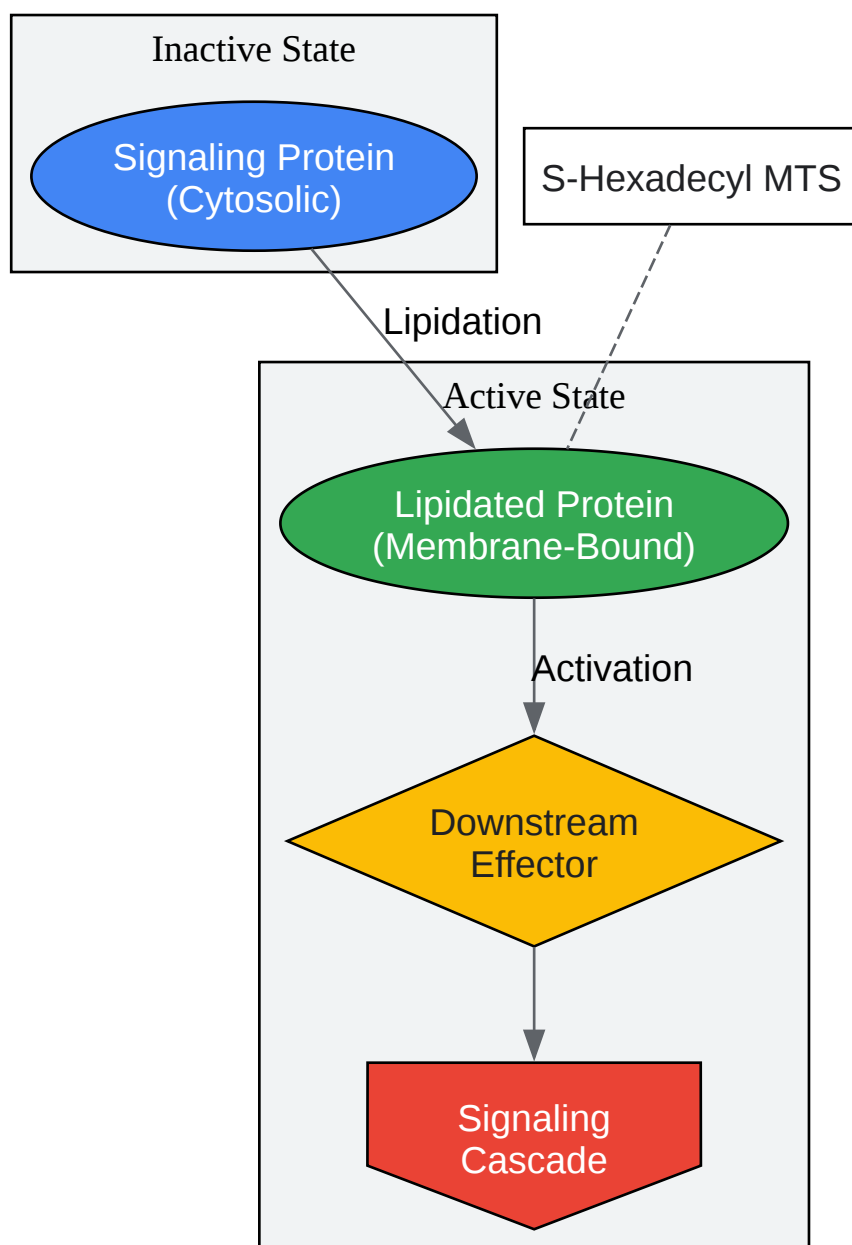 Inactive State
Signaling Protein
(Cytosolic)
S-Hexadecyl MTS
Lipidation
Active State
Lipidated Protein
(Membrane-Bound)
Activation
Downstream
Effector
Signaling
Cascade